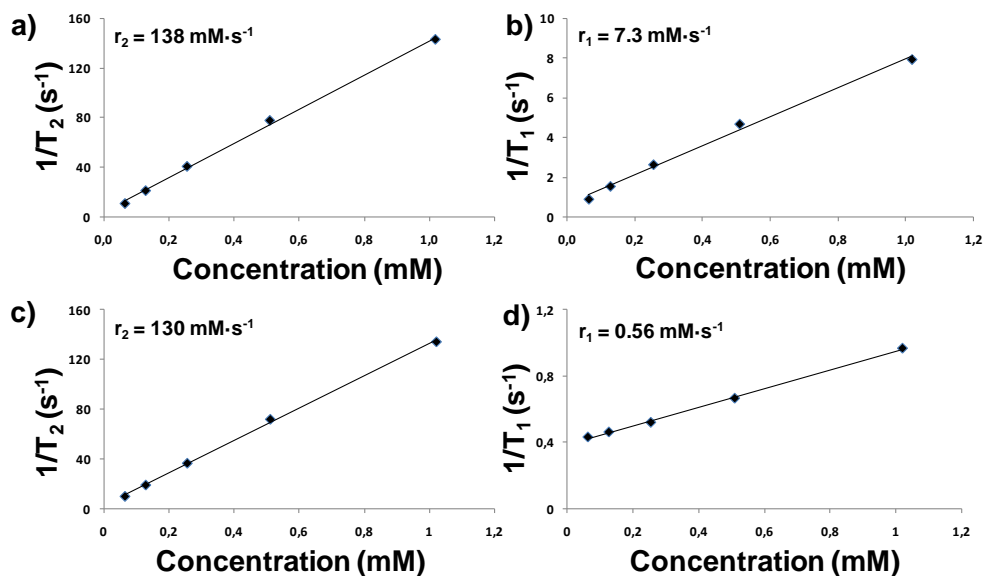 a)
r₂ = 138 mM·s⁻¹
1/T₂ (s⁻¹)
160
120
80
40
0
0,0 0,2 0,4 0,6 0,8 1,0 1,2
Concentration (mM)
b)
r₁ = 7.3 mM·s⁻¹
1/T₁ (s⁻¹)
10
8
6
4
2
0
0,0 0,2 0,4 0,6 0,8 1,0 1,2
Concentration (mM)
c)
r₂ = 130 mM·s⁻¹
1/T₂ (s⁻¹)
160
120
80
40
0
0 0,2 0,4 0,6 0,8 1 1,2
Concentration (mM)
d)
r₁ = 0.56 mM·s⁻¹
1/T₁ (s⁻¹)
1,2
0,8
0,4
0
0 0,2 0,4 0,6 0,8 1 1,2
Concentration (mM)